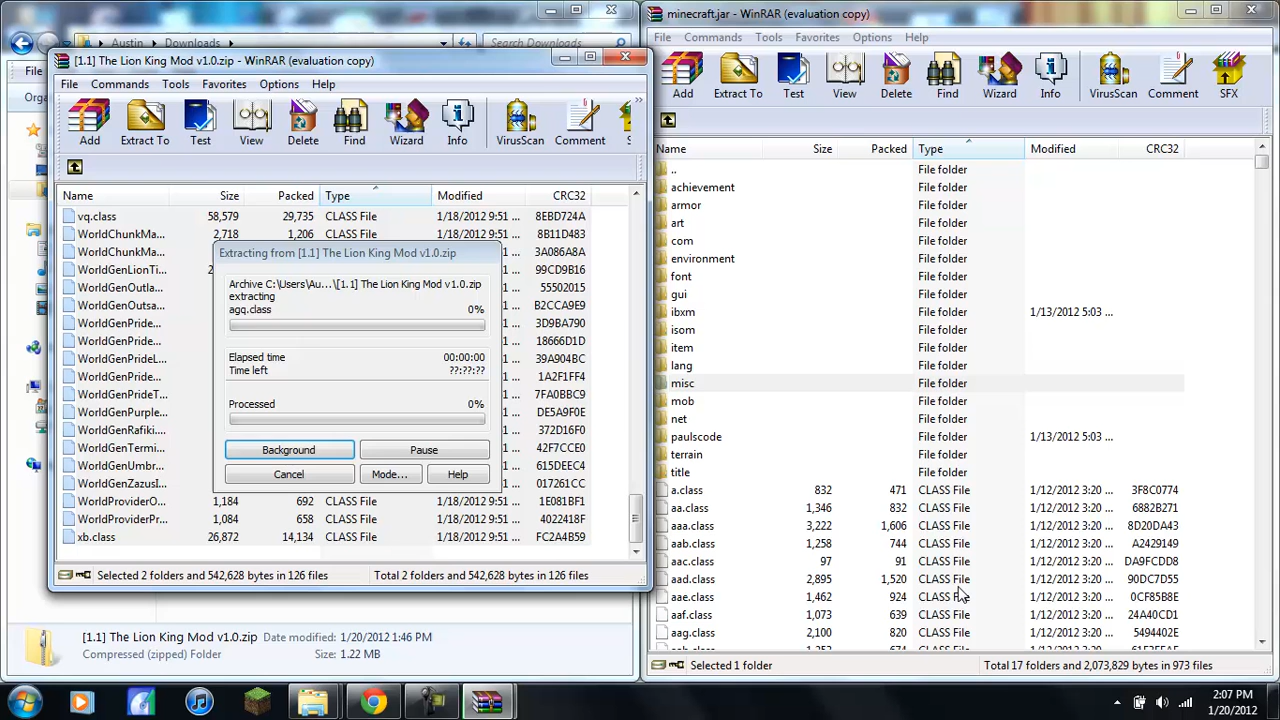 Austin
Downloads
Search Downloads
[1.1] The Lion King Mod v1.0.zip - WinRAR (evaluation copy)
File Commands Tools Favorites Options Help
Add Extract To Test View Delete Find Wizard Info VirusScan Comment
Name Size Packed Type Modified CRC32
vq.class 58,579 29,735 CLASS File 1/18/2012 9:51 ... 8EBD724A
WorldChunkMa... 2,718 1,206 CLASS File 1/18/2012 9:51 ... 8B11D483
WorldChunkMa... 3A086A8A
WorldGenLionTi... 99CD9B16
WorldGenOutla... 55502015
WorldGenOutsa... B2CCA9E9
WorldGenPride... 3D9BA790
WorldGenPride... 18666D1D
WorldGenPrideL... 39A904BC
WorldGenPride... 1A2F1FF4
WorldGenPrideT... 7FA0BBC9
WorldGenPurple... DE5A9F0E
WorldGenRafiki... 372D16F0
WorldGenTermi... 42F7CCE0
WorldGenUmbr... 615DEEC4
WorldGenZazusI... 017261CC
WorldProviderO... 1,184 692 CLASS File 1/18/2012 9:51 ... 1E081BF1
WorldProviderPr... 1,084 658 CLASS File 1/18/2012 9:51 ... 4022418F
xb.class 26,872 14,134 CLASS File 1/18/2012 9:51 ... FC2A4B59
Selected 2 folders and 542,628 bytes in 126 files Total 2 folders and 542,628 bytes in 126 files
Extracting from [1.1] The Lion King Mod v1.0.zip
Archive C:\Users\Au...\[1.1] The Lion King Mod v1.0.zip
extracting
agq.class 0%
Elapsed time 00:00:00
Time left ??:??:??
Processed 0%
Background Pause
Cancel Mode... Help
[1.1] The Lion King Mod v1.0.zip Date modified: 1/20/2012 1:46 PM
Compressed (zipped) Folder Size: 1.22 MB
minecraft.jar - WinRAR (evaluation copy)
File Commands Tools Favorites Options Help
Add Extract To Test View Delete Find Wizard Info VirusScan Comment SFX
Name Size Packed Type Modified CRC32
.. File folder
achievement File folder
armor File folder
art File folder
com File folder
environment File folder
font File folder
gui File folder
ibxm File folder 1/13/2012 5:03 ...
isom File folder
item File folder
lang File folder
misc File folder
mob File folder
net File folder
paulscode File folder 1/13/2012 5:03 ...
terrain File folder
title File folder
a.class 832 471 CLASS File 1/12/2012 3:20 ... 3F8C0774
aa.class 1,346 832 CLASS File 1/12/2012 3:20 ... 6882B271
aaa.class 3,222 1,606 CLASS File 1/12/2012 3:20 ... 8D20DA43
aab.class 1,258 744 CLASS File 1/12/2012 3:20 ... A2429149
aac.class 97 91 CLASS File 1/12/2012 3:20 ... DA9FCDD8
aad.class 2,895 1,520 CLASS File 1/12/2012 3:20 ... 90DC7D55
aae.class 1,462 924 CLASS File 1/12/2012 3:20 ... 0CF85B8E
aaf.class 1,073 639 CLASS File 1/12/2012 3:20 ... 24A40CD1
aag.class 2,100 820 CLASS File 1/12/2012 3:20 ... 5494402E
Selected 1 folder Total 17 folders and 2,073,829 bytes in 973 files
2:07 PM
1/20/2012